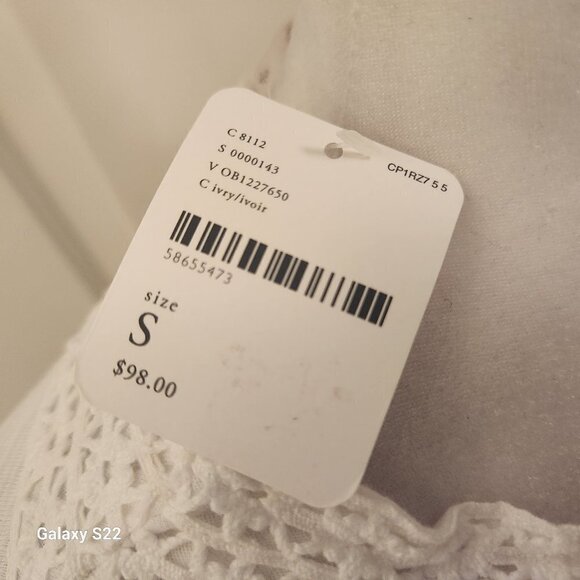 C 8112
S 0000143
V OB1227650
C ivry/ivoir
CP1RZ7 5 5
58655473
size
S
$98.00
Galaxy S22